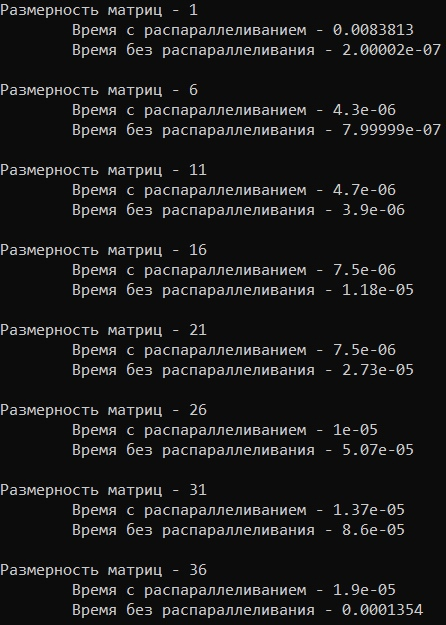 Размерность матриц - 1
Время с распараллеливанием - 0.0083813
Время без распараллеливания - 2.00002e-07
Размерность матриц - 6
Время с распараллеливанием - 4.3e-06
Время без распараллеливания - 7.99999e-07
Размерность матриц - 11
Время с распараллеливанием - 4.7e-06
Время без распараллеливания - 3.9e-06
Размерность матриц - 16
Время с распараллеливанием - 7.5e-06
Время без распараллеливания - 1.18e-05
Размерность матриц - 21
Время с распараллеливанием - 7.5e-06
Время без распараллеливания - 2.73e-05
Размерность матриц - 26
Время с распараллеливанием - 1e-05
Время без распараллеливания - 5.07e-05
Размерность матриц - 31
Время с распараллеливанием - 1.37e-05
Время без распараллеливания - 8.6e-05
Размерность матриц - 36
Время с распараллеливанием - 1.9e-05
Время без распараллеливания - 0.0001354